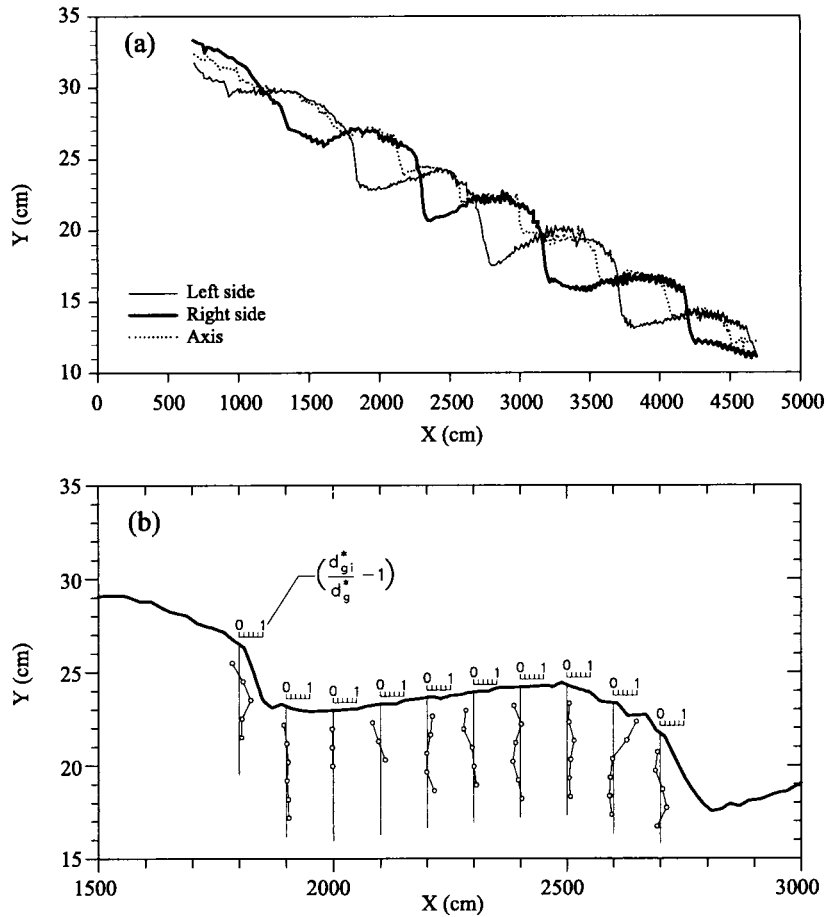 (a)
35
30
25
20
15
10
Y (cm)
Left side
Right side
Axis
0 500 1000 1500 2000 2500 3000 3500 4000 4500 5000
X (cm)
(b)
35
30
25
20
15
Y (cm)
(d*gi / d*g −1)
0 1
0 1
0 1
0 1
0 1
0 1
0 1
0 1
0 1
0 1
1500 2000 2500 3000
X (cm)